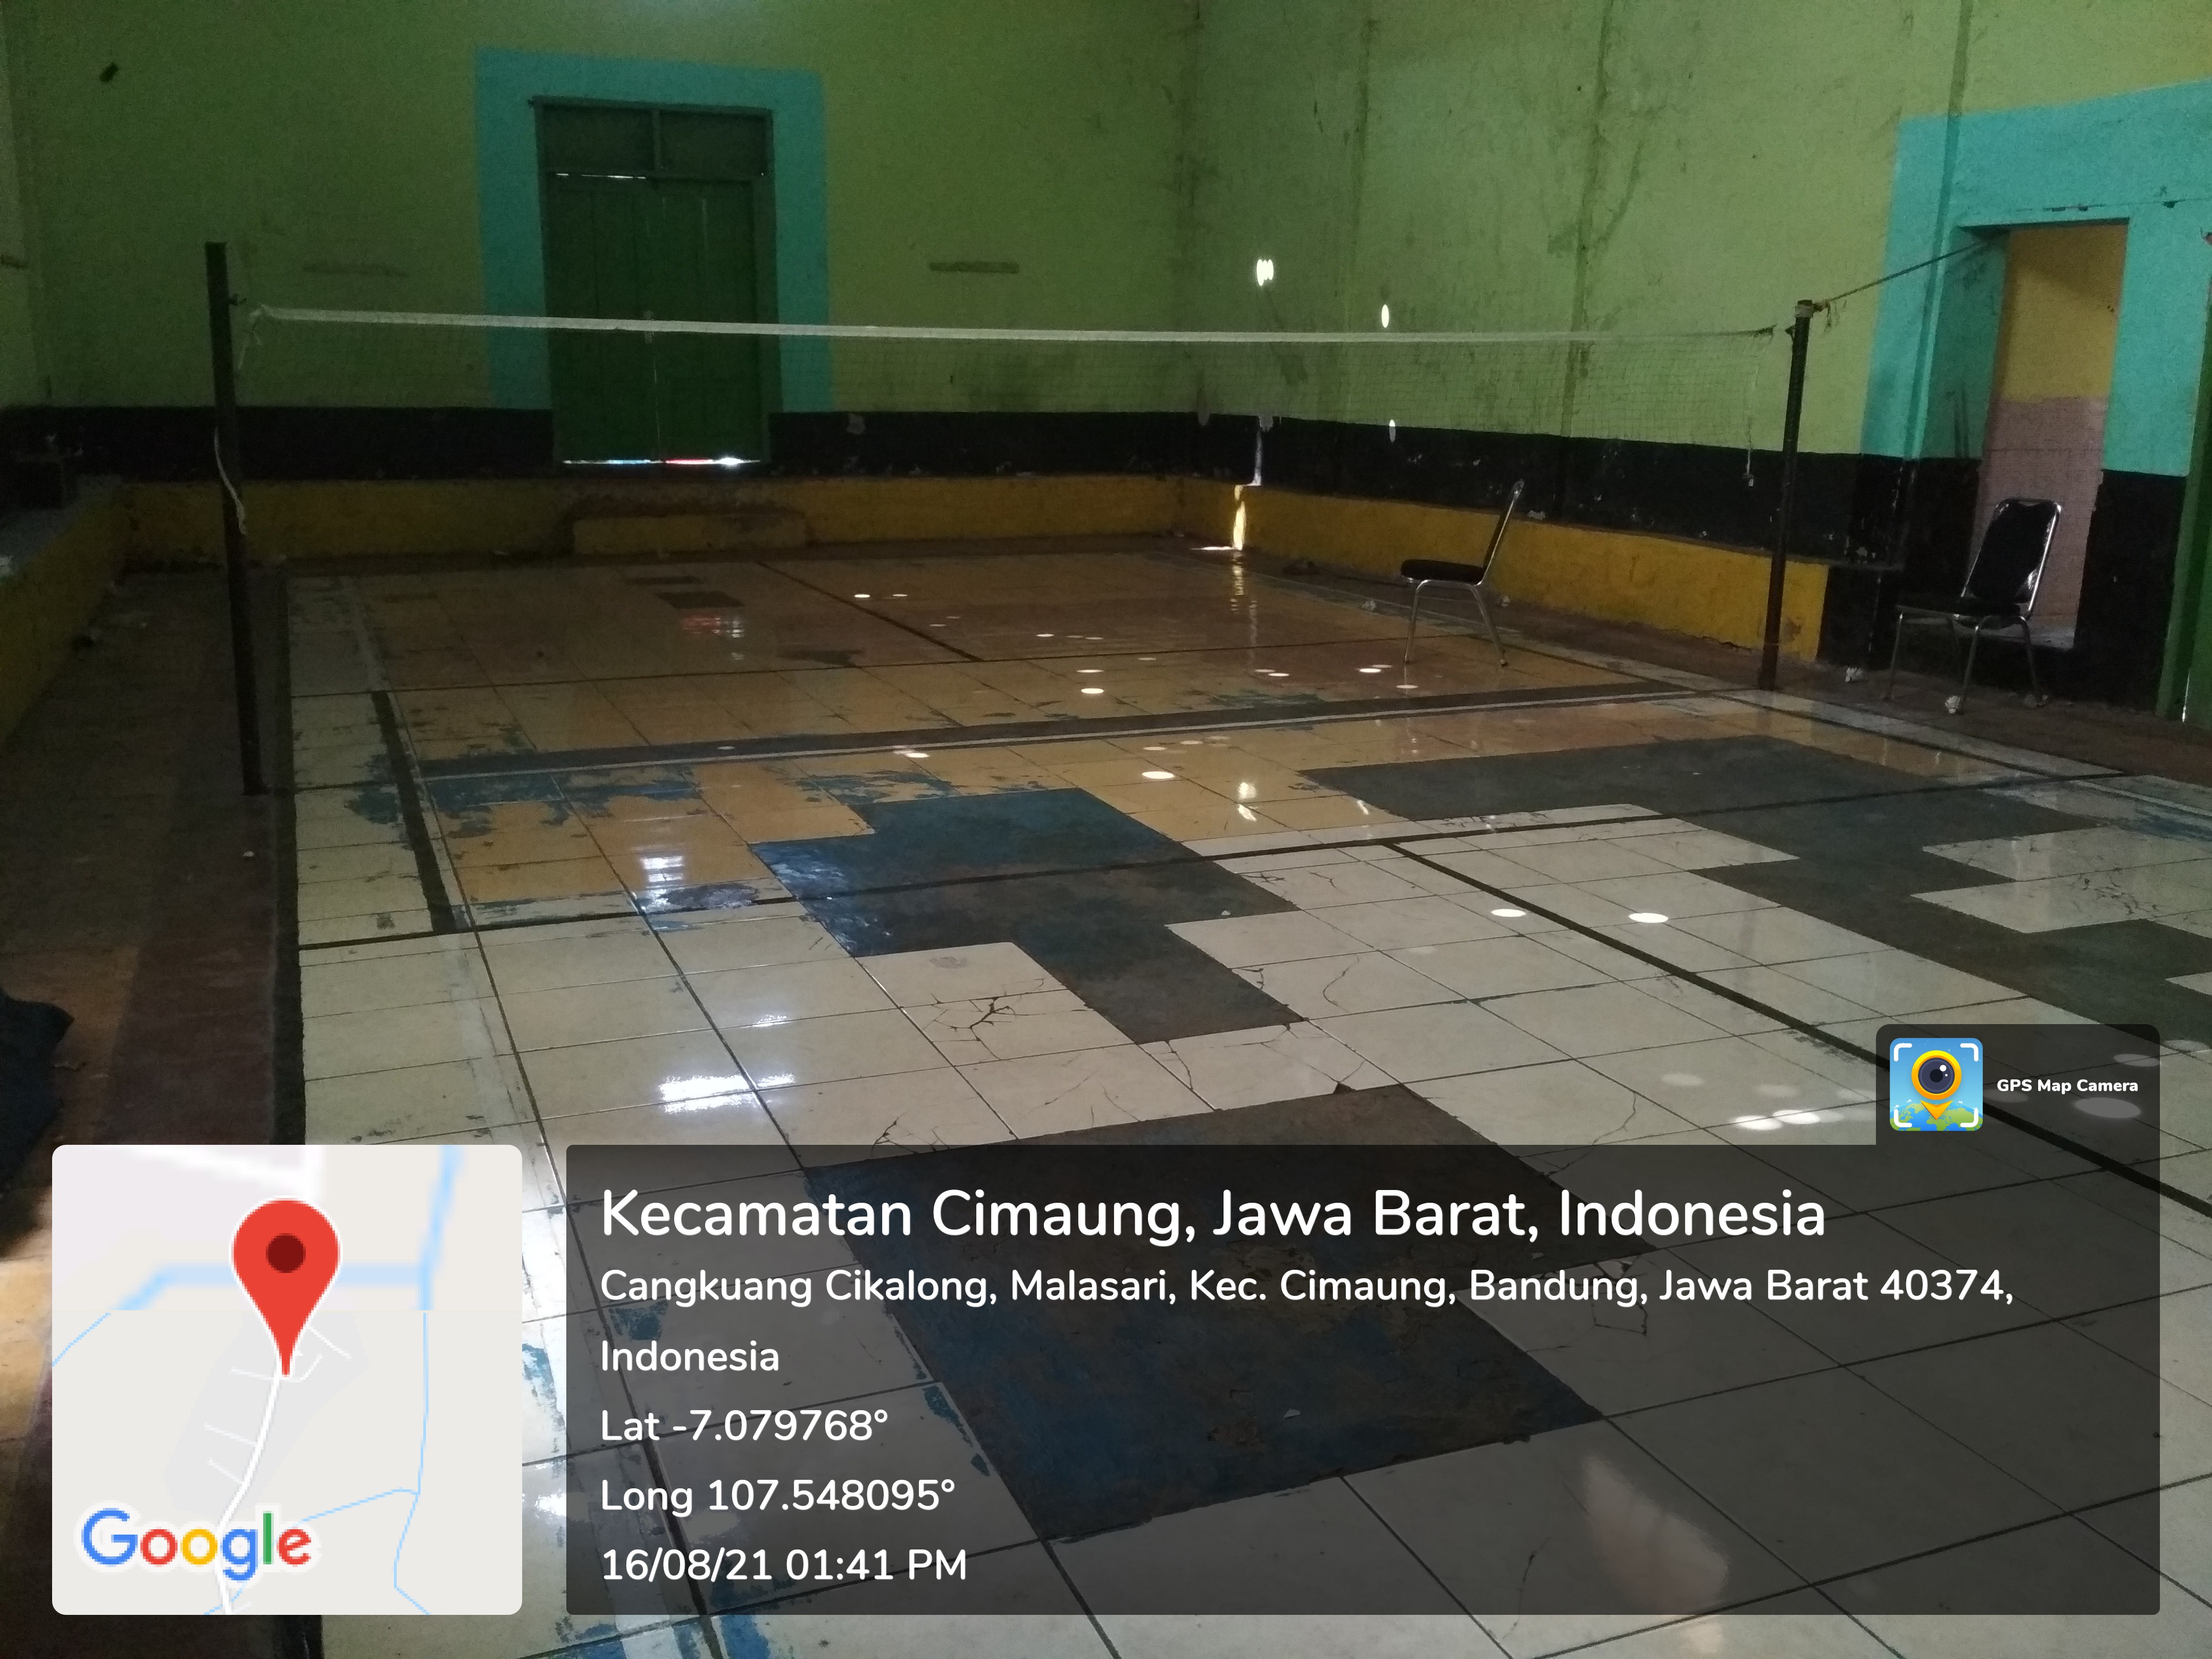 GPS Map Camera
Kecamatan Cimaung, Jawa Barat, Indonesia
Cangkuang Cikalong, Malasari, Kec. Cimaung, Bandung, Jawa Barat 40374,
Indonesia
Lat -7.079768°
Long 107.548095°
16/08/21 01:41 PM
Google